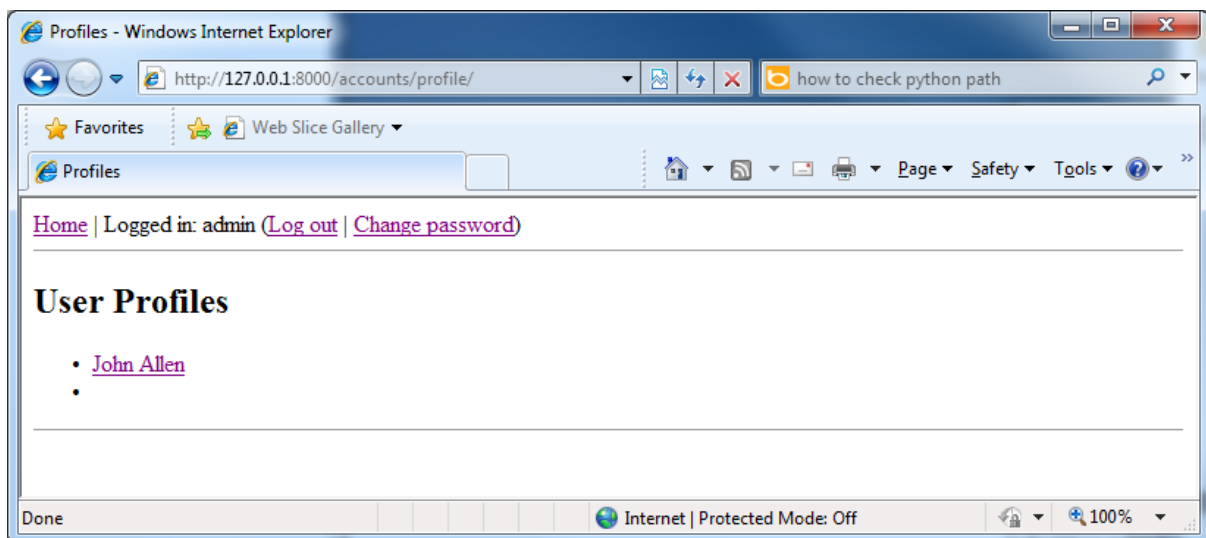 Profiles - Windows Internet Explorer
http://127.0.0.1:8000/accounts/profile/ how to check python path
Favorites Web Slice Gallery
Profiles Page Safety Tools »
Home | Logged in: admin (Log out | Change password)
User Profiles
• John Allen
•
Done Internet | Protected Mode: Off 100%